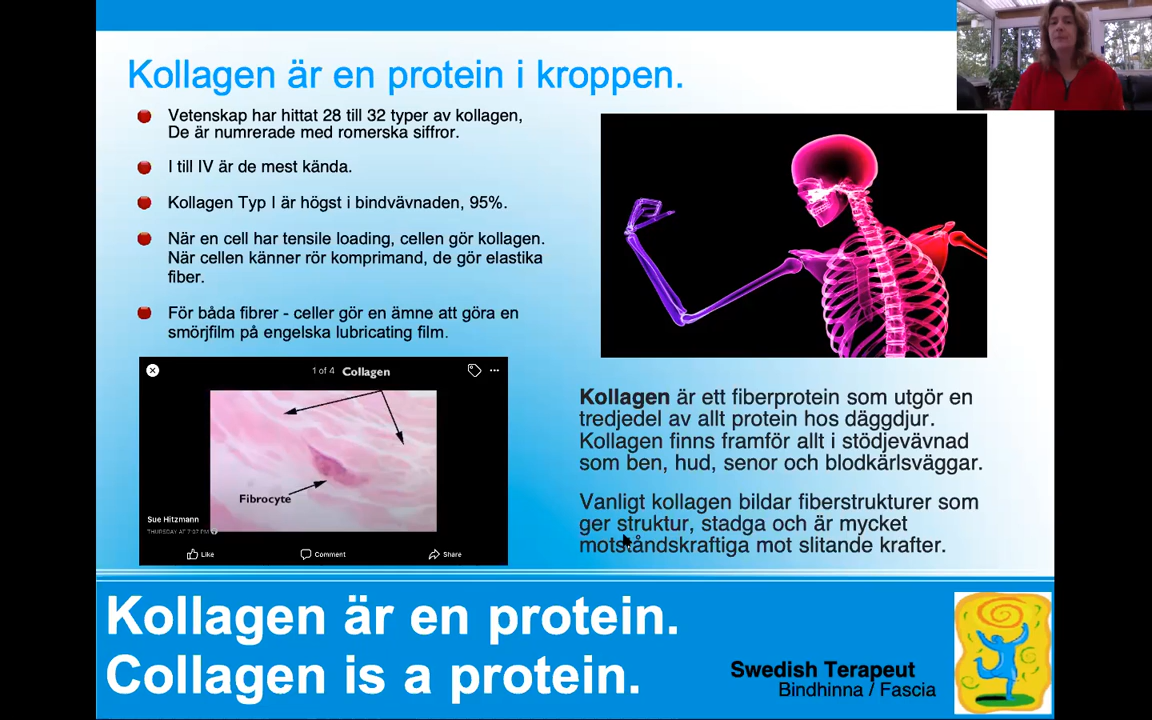 Kollagen är en protein i kroppen.
Vetenskap har hittat 28 till 32 typer av kollagen,
De är numrerade med romerska siffror.
I till IV är de mest kända.
Kollagen Typ I är högst i bindvävnaden, 95%.
När en cell har tensile loading, cellen gör kollagen.
När cellen känner rör komprimand, de gör elastika
fiber.
För båda fibrer - celler gör en ämne att göra en
smörjfilm på engelska lubricating film.
1 of 4 Collagen
Fibrocyte
Sue Hitzmann
THURSDAY AT 7:07 PM
Like
Comment
Share
Kollagen är ett fiberprotein som utgör en
tredjedel av allt protein hos däggdjur.
Kollagen finns framför allt i stödjevävnad
som ben, hud, senor och blodkärlsväggar.
Vanligt kollagen bildar fiberstrukturer som
ger struktur, stadga och är mycket
motståndskraftiga mot slitande krafter.
Kollagen är en protein.
Collagen is a protein.
Swedish Terapeut
Bindhinna / Fascia